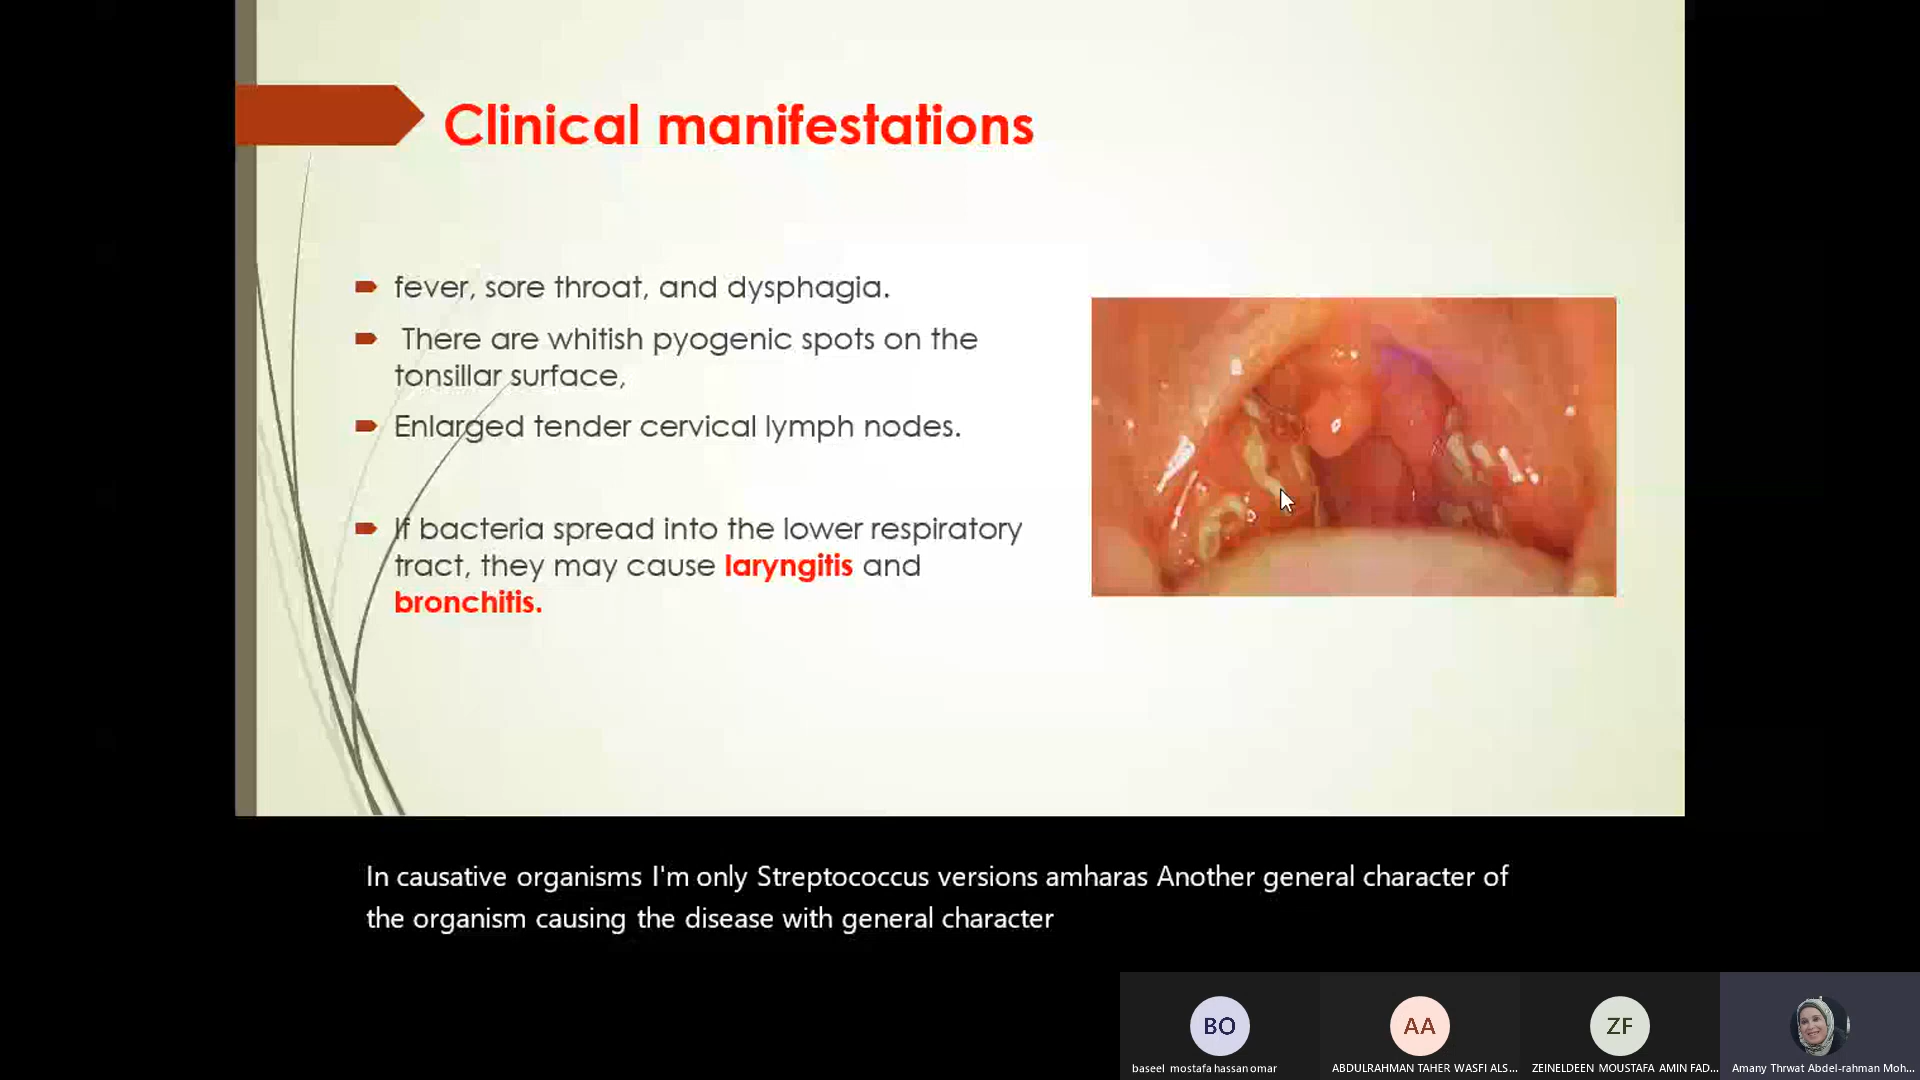 Clinical manifestations
fever, sore throat, and dysphagia.
There are whitish pyogenic spots on the
tonsillar surface,
Enlarged tender cervical lymph nodes.
If bacteria spread into the lower respiratory
tract, they may cause laryngitis and
bronchitis.
In causative organisms I'm only Streptococcus versions amharas Another general character of
the organism causing the disease with general character
BO
AA
ZF
baseel mostafa hassan omar
ABDULRAHMAN TAHER WASFI ALS...
ZEINELDEEN MOUSTAFA AMIN FAD...
Amany Thrwat Abdel-rahman Moh...